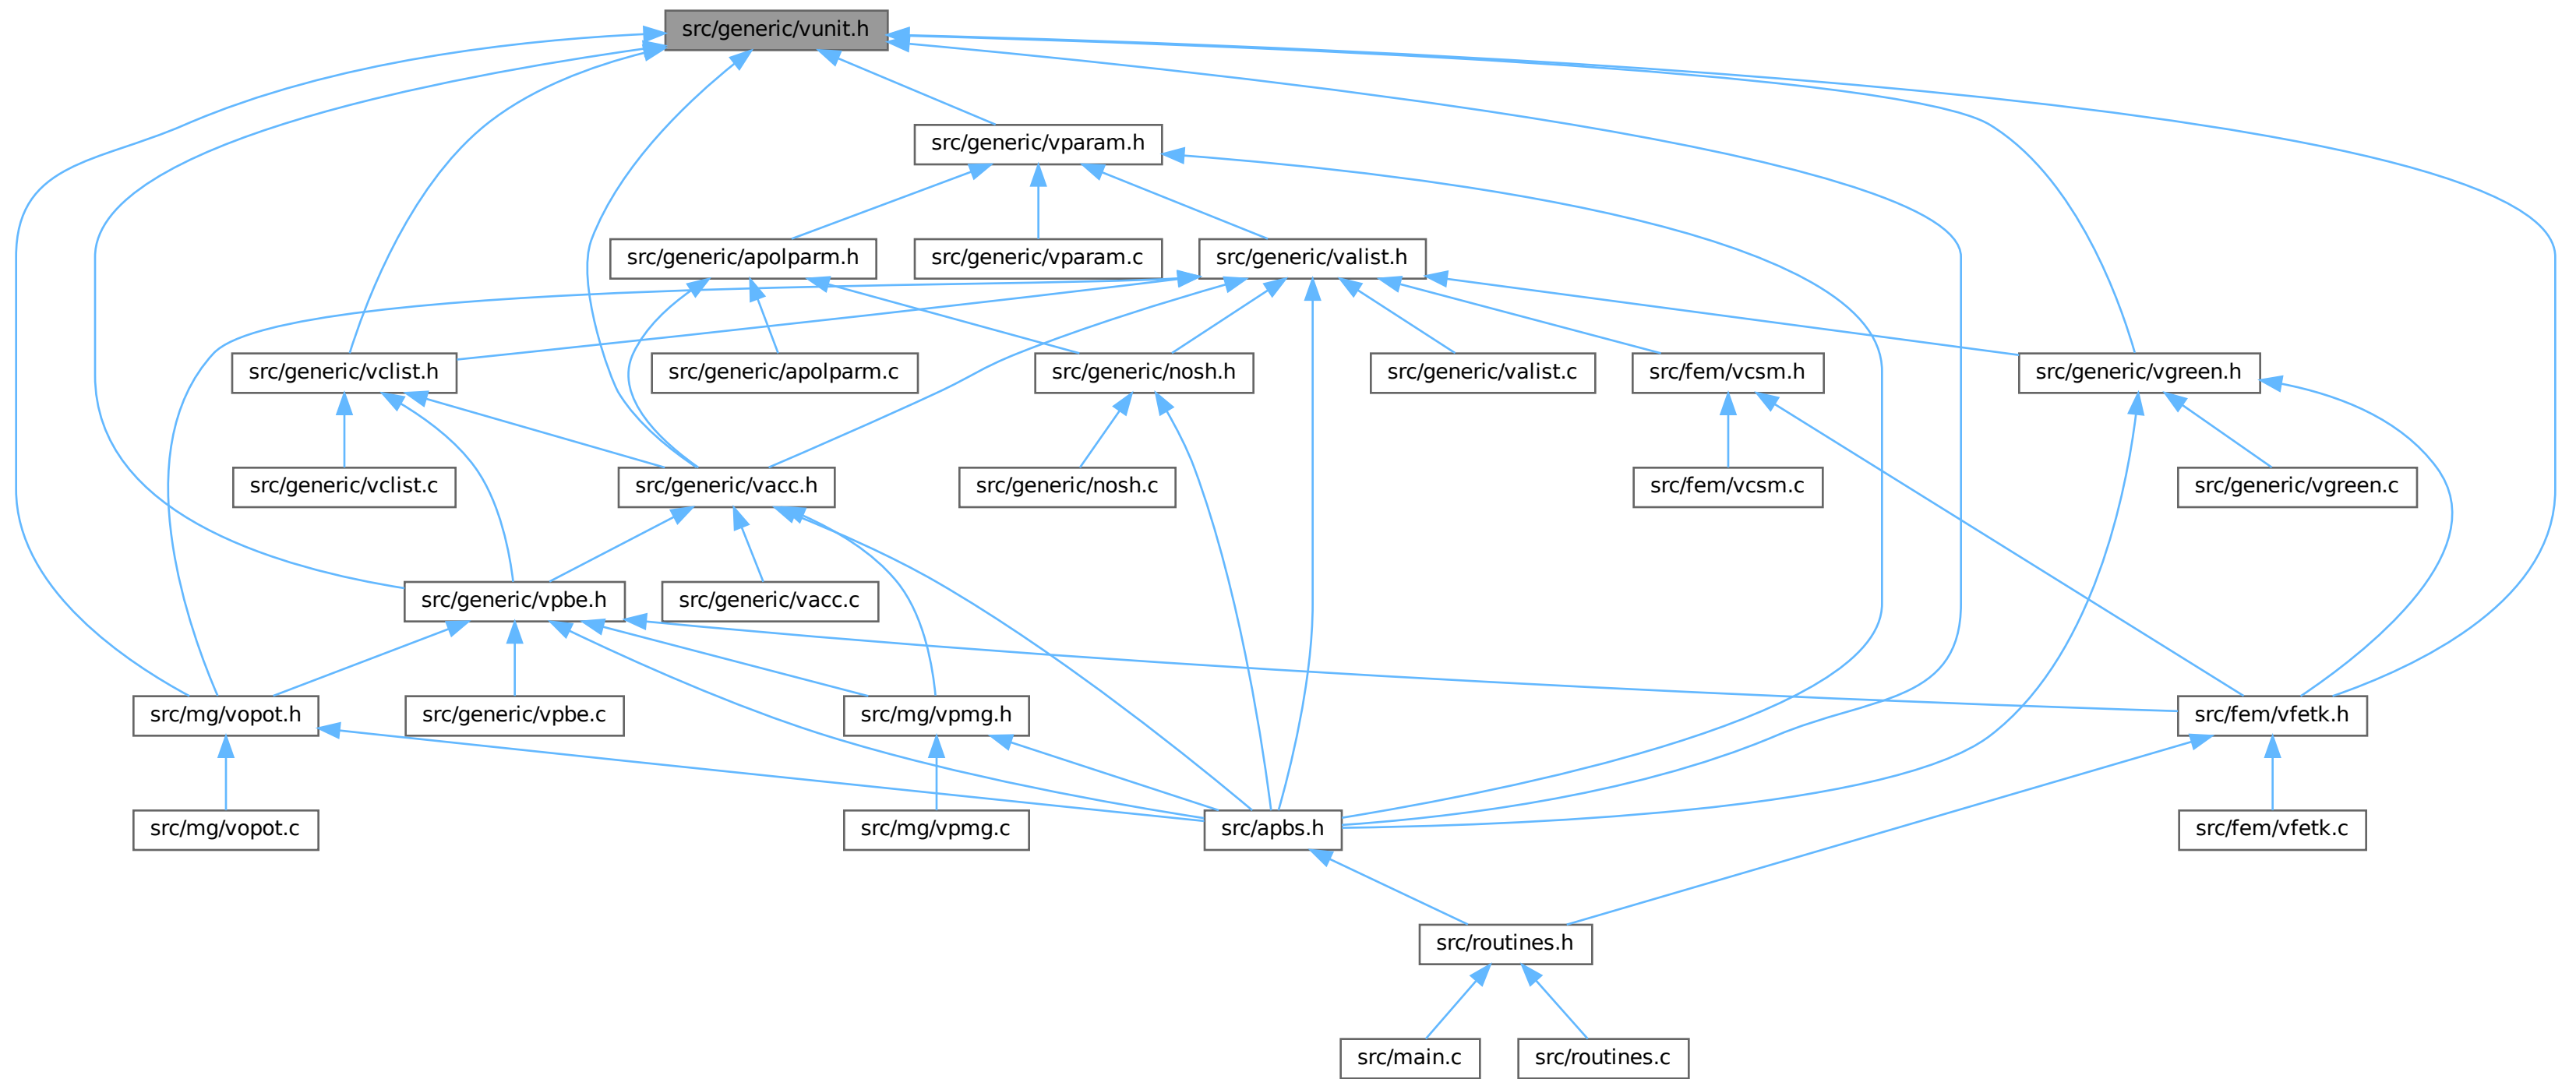 src/generic/vunit.h
src/generic/vparam.h
src/generic/apolparm.h
src/generic/vparam.c
src/generic/valist.h
src/generic/vclist.h
src/generic/apolparm.c
src/generic/nosh.h
src/generic/valist.c
src/fem/vcsm.h
src/generic/vgreen.h
src/generic/vclist.c
src/generic/vacc.h
src/generic/nosh.c
src/fem/vcsm.c
src/generic/vgreen.c
src/generic/vpbe.h
src/generic/vacc.c
src/mg/vopot.h
src/generic/vpbe.c
src/mg/vpmg.h
src/fem/vfetk.h
src/mg/vopot.c
src/mg/vpmg.c
src/apbs.h
src/fem/vfetk.c
src/routines.h
src/main.c
src/routines.c